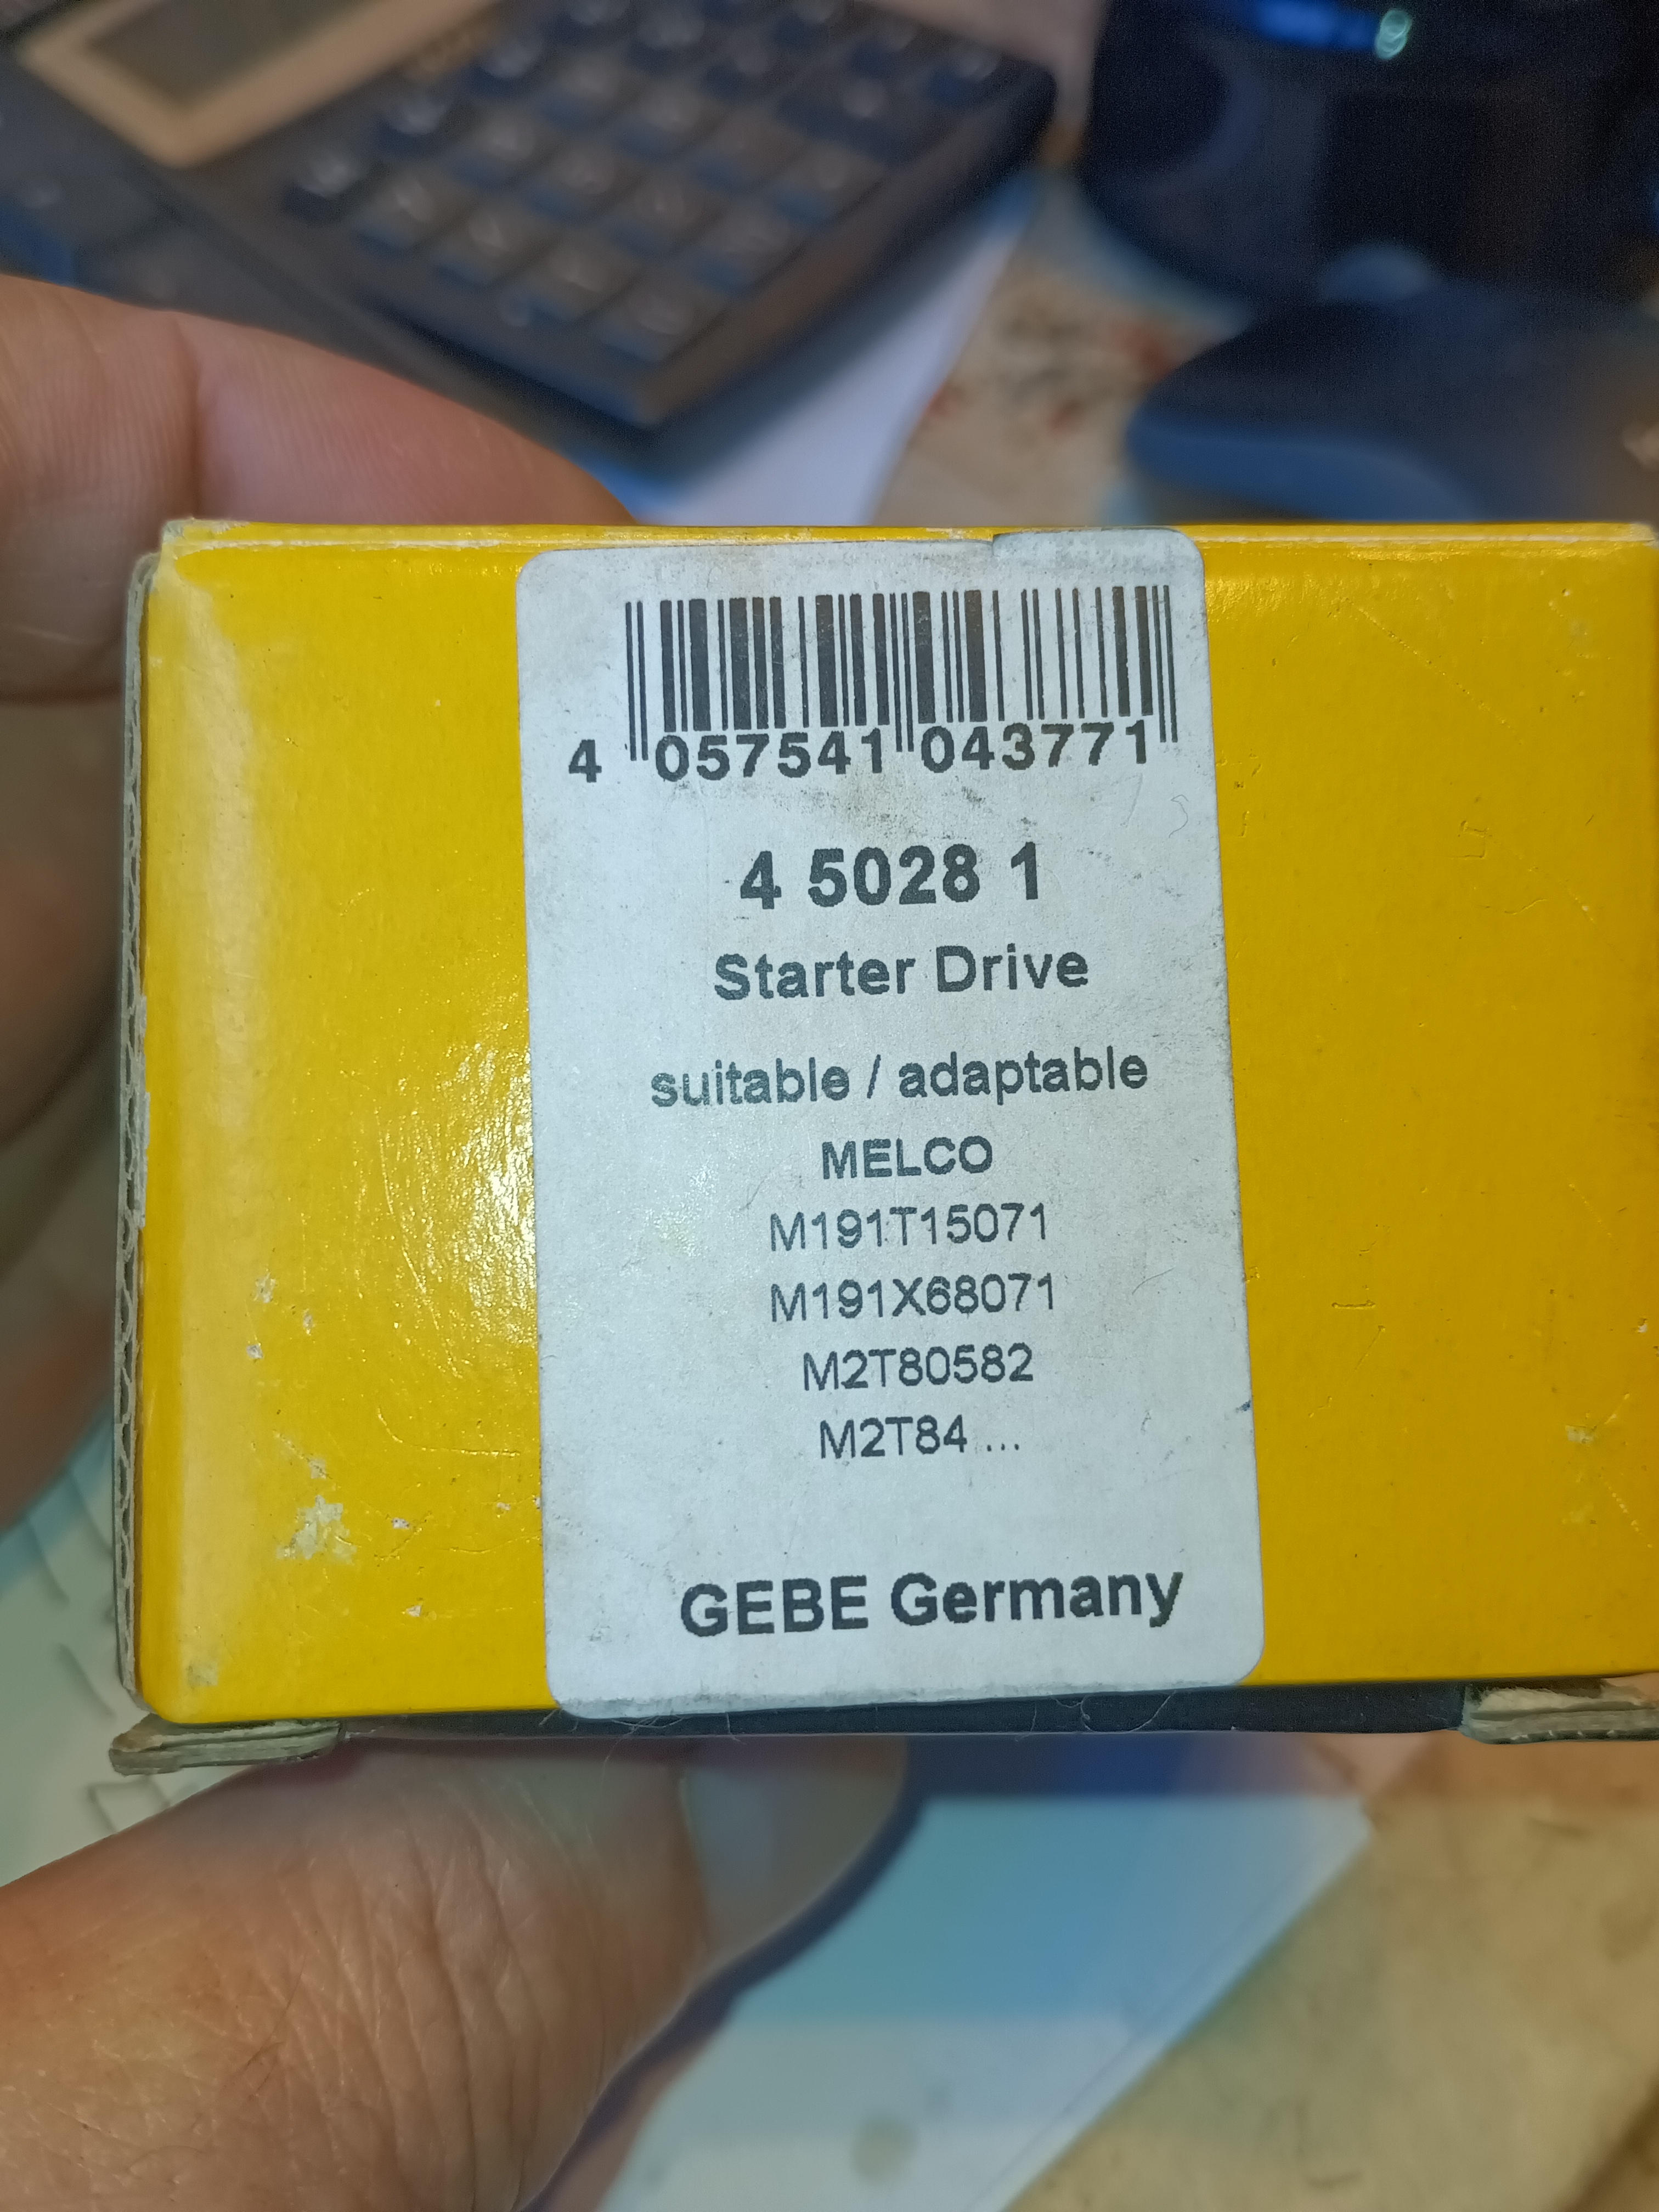 4 057541 043771
4 5028 1
Starter Drive
suitable / adaptable
MELCO
M191T15071
M191X68071
M2T80582
M2T84 ...
GEBE Germany